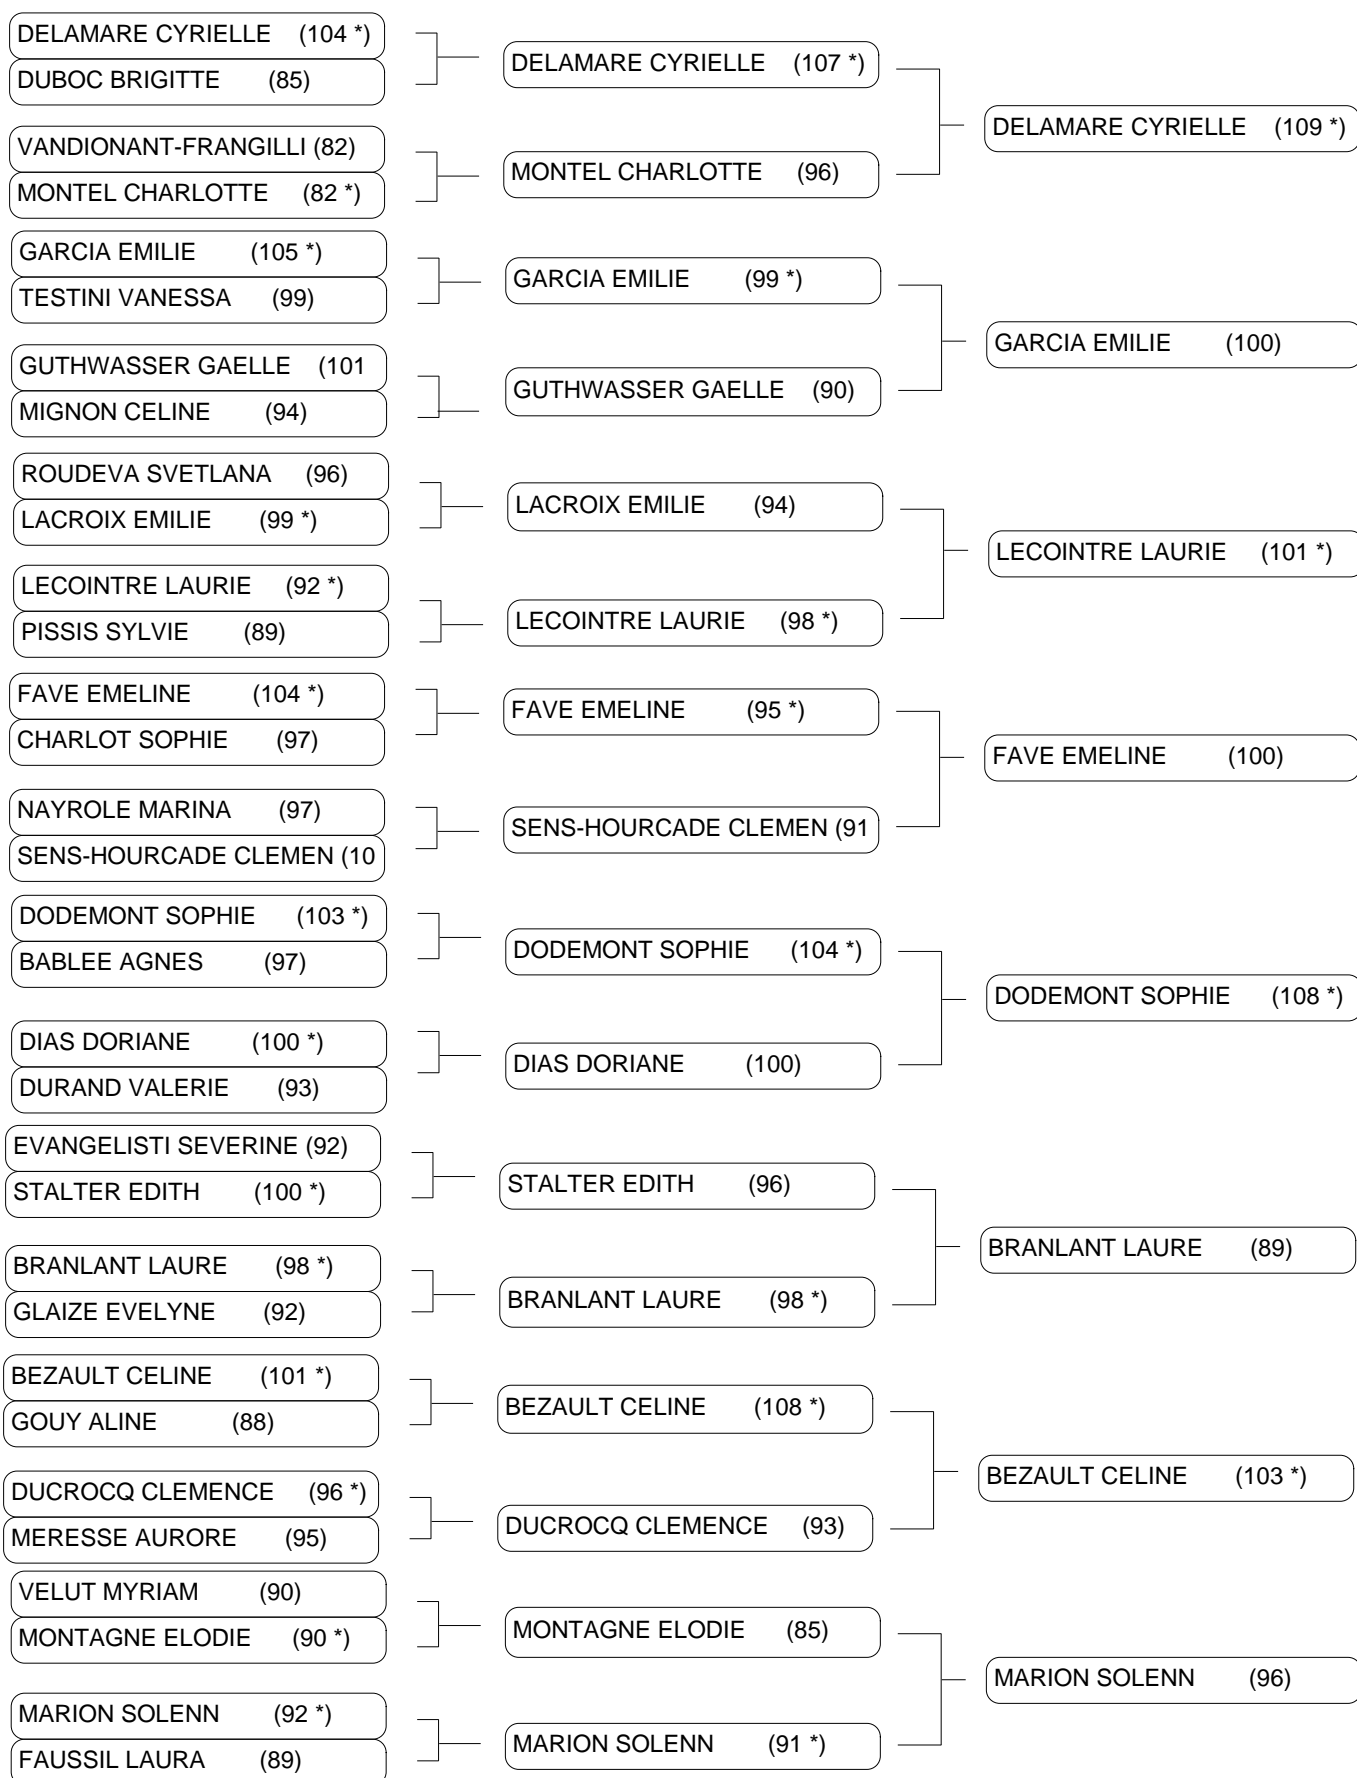 DELAMARE CYRIELLE (104 *)
DUBOC BRIGITTE (85)
VANDIONANT-FRANGILLI (82)
MONTEL CHARLOTTE (82 *)
GARCIA EMILIE (105 *)
TESTINI VANESSA (99)
GUTHWASSER GAELLE (101
MIGNON CELINE (94)
ROUDEVA SVETLANA (96)
LACROIX EMILIE (99 *)
LECOINTRE LAURIE (92 *)
PISSIS SYLVIE (89)
FAVE EMELINE (104 *)
CHARLOT SOPHIE (97)
NAYROLE MARINA (97)
SENS-HOURCADE CLEMEN (10
DODEMONT SOPHIE (103 *)
BABLEE AGNES (97)
DIAS DORIANE (100 *)
DURAND VALERIE (93)
EVANGELISTI SEVERINE (92)
STALTER EDITH (100 *)
BRANLANT LAURE (98 *)
GLAIZE EVELYNE (92)
BEZAULT CELINE (101 *)
GOUY ALINE (88)
DUCROCQ CLEMENCE (96 *)
MERESSE AURORE (95)
VELUT MYRIAM (90)
MONTAGNE ELODIE (90 *)
MARION SOLENN (92 *)
FAUSSIL LAURA (89)
DELAMARE CYRIELLE (107 *)
MONTEL CHARLOTTE (96)
GARCIA EMILIE (99 *)
GUTHWASSER GAELLE (90)
LACROIX EMILIE (94)
LECOINTRE LAURIE (98 *)
FAVE EMELINE (95 *)
SENS-HOURCADE CLEMEN (91
DODEMONT SOPHIE (104 *)
DIAS DORIANE (100)
STALTER EDITH (96)
BRANLANT LAURE (98 *)
BEZAULT CELINE (108 *)
DUCROCQ CLEMENCE (93)
MONTAGNE ELODIE (85)
MARION SOLENN (91 *)
DELAMARE CYRIELLE (109 *)
GARCIA EMILIE (100)
LECOINTRE LAURIE (101 *)
FAVE EMELINE (100)
DODEMONT SOPHIE (108 *)
BRANLANT LAURE (89)
BEZAULT CELINE (103 *)
MARION SOLENN (96)